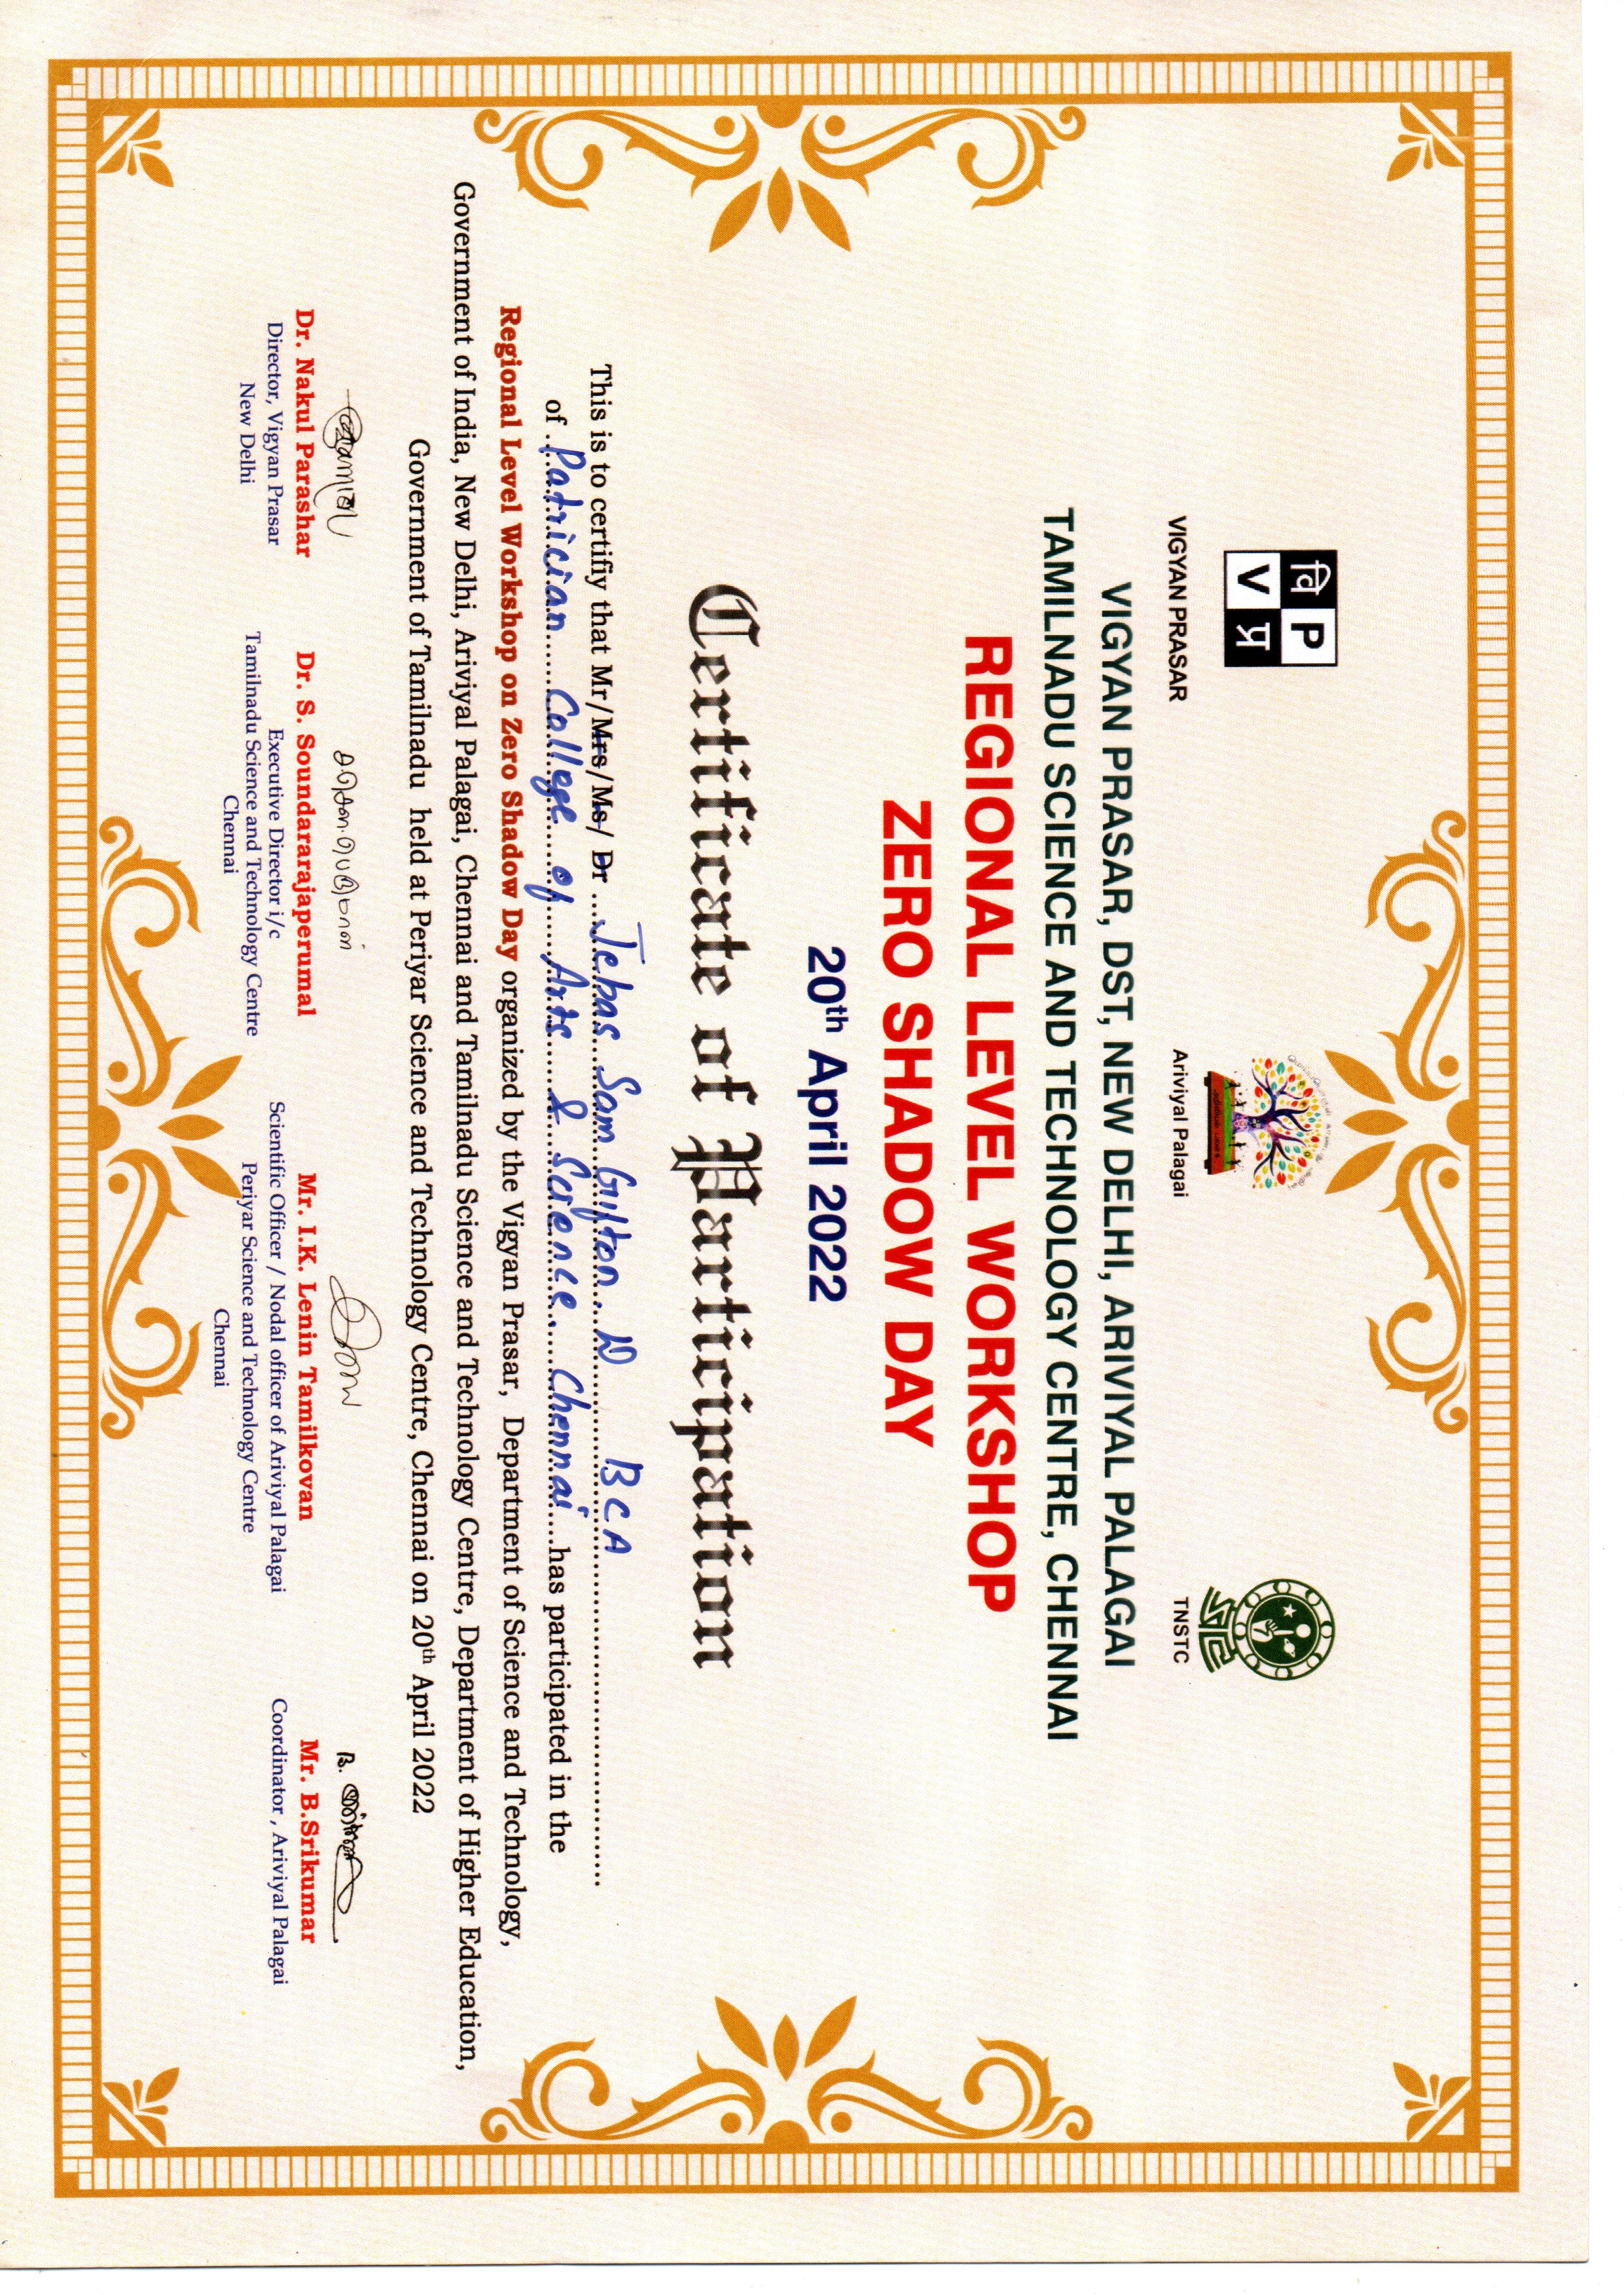 वि P
V प्र
VIGYAN PRASAR
Ariviyal Palagai
TNSTC
VIGYAN PRASAR, DST, NEW DELHI, ARIVIYAL PALAGAI
TAMILNADU SCIENCE AND TECHNOLOGY CENTRE, CHENNAI
REGIONAL LEVEL WORKSHOP
ZERO SHADOW DAY
20th April 2022
Certificate of Participation
This is to certifiy that Mr/Mrs/Ms/ Dr Jebas Sam Gifton. D BCA
of Patrician College of Arts & Science. Chennai has participated in the
Regional Level Workshop on Zero Shadow Day organized by the Vigyan Prasar, Department of Science and Technology,
Government of India, New Delhi, Ariviyal Palagai, Chennai and Tamilnadu Science and Technology Centre, Department of Higher Education,
Government of Tamilnadu held at Periyar Science and Technology Centre, Chennai on 20th April 2022
ச.சௌ.பெருமாள்
B.
Dr. Nakul Parashar
Director, Vigyan Prasar
New Delhi
Dr. S. Soundararajaperumal
Executive Director i/c
Tamilnadu Science and Technology Centre
Chennai
Mr. I.K. Lenin Tamilkovan
Scientific Officer / Nodal officer of Ariviyal Palagai
Periyar Science and Technology Centre
Chennai
Mr. B.Srikumar
Coordinator , Ariviyal Palagai